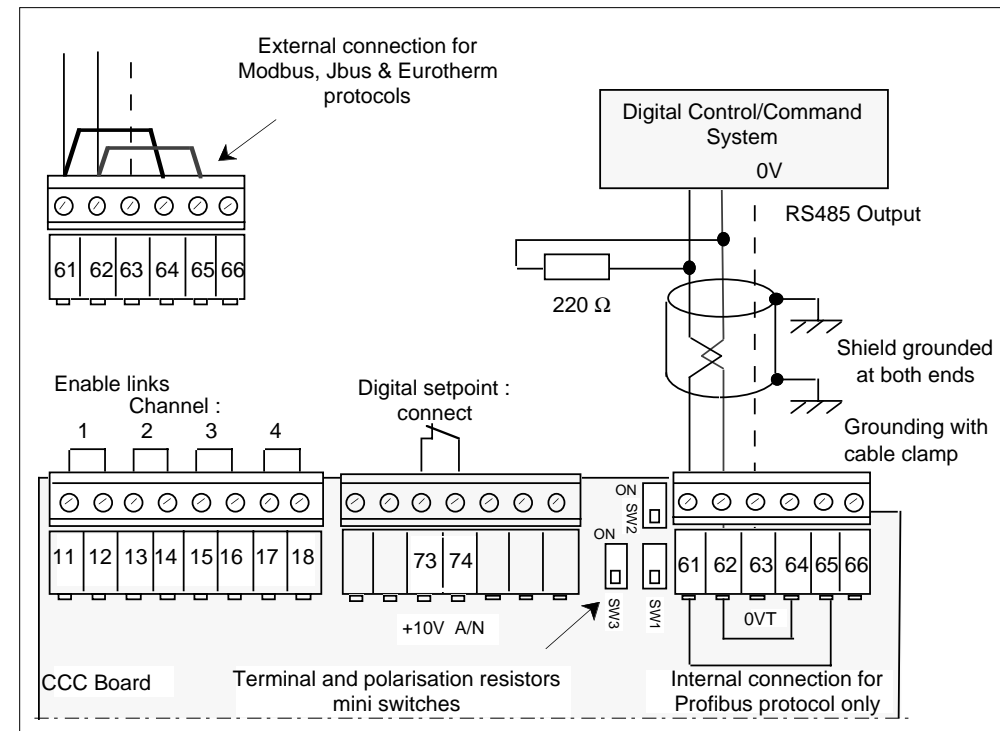 External connection for
Modbus, Jbus & Eurotherm
protocols
61 62 63 64 65 66
Digital Control/Command
System
0V
RS485 Output
220 Ω
Shield grounded
at both ends
Grounding with
cable clamp
Enable links
Channel :
1 2 3 4
Digital setpoint :
connect
11 12 13 14 15 16 17 18
73 74
+10V A/N
ON
SW2
ON
SW3
SW1
61 62 63 64 65 66
0VT
CCC Board
Terminal and polarisation resistors
mini switches
Internal connection for
Profibus protocol only